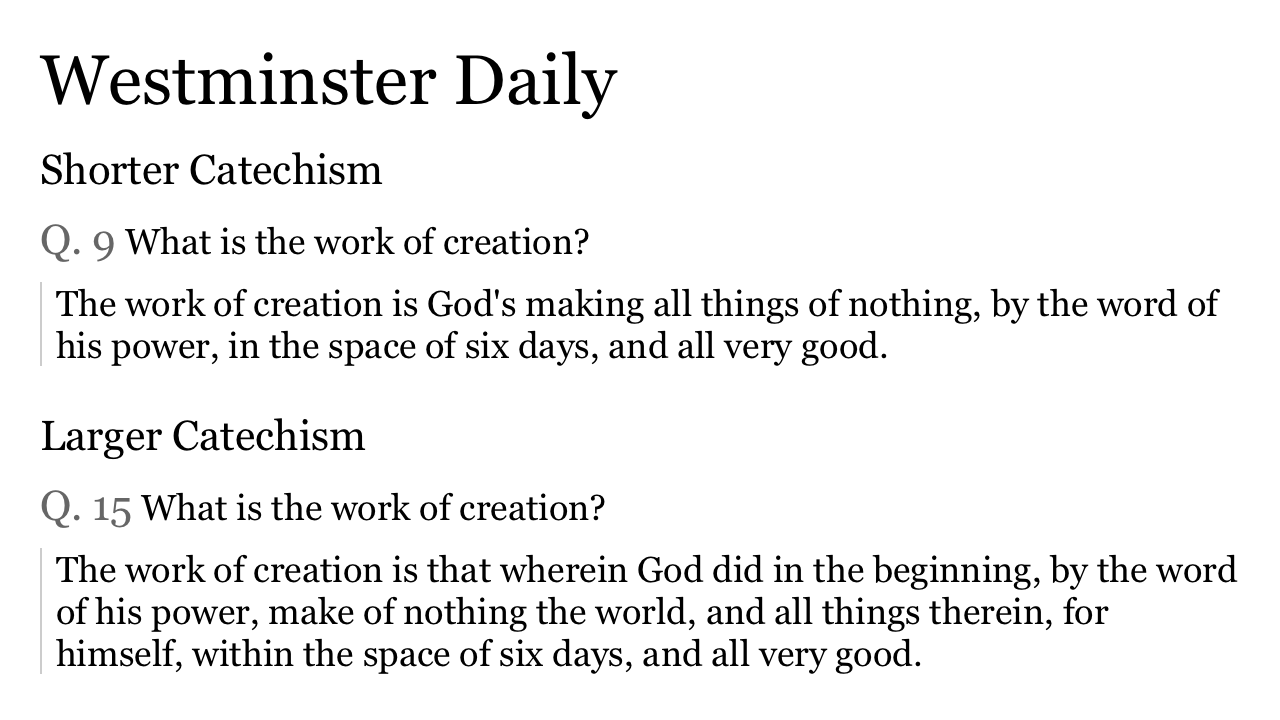 Westminster Daily
Shorter Catechism
Q. 9 What is the work of creation?
The work of creation is God's making all things of nothing, by the word of
his power, in the space of six days, and all very good.
Larger Catechism
Q. 15 What is the work of creation?
The work of creation is that wherein God did in the beginning, by the word
of his power, make of nothing the world, and all things therein, for
himself, within the space of six days, and all very good.